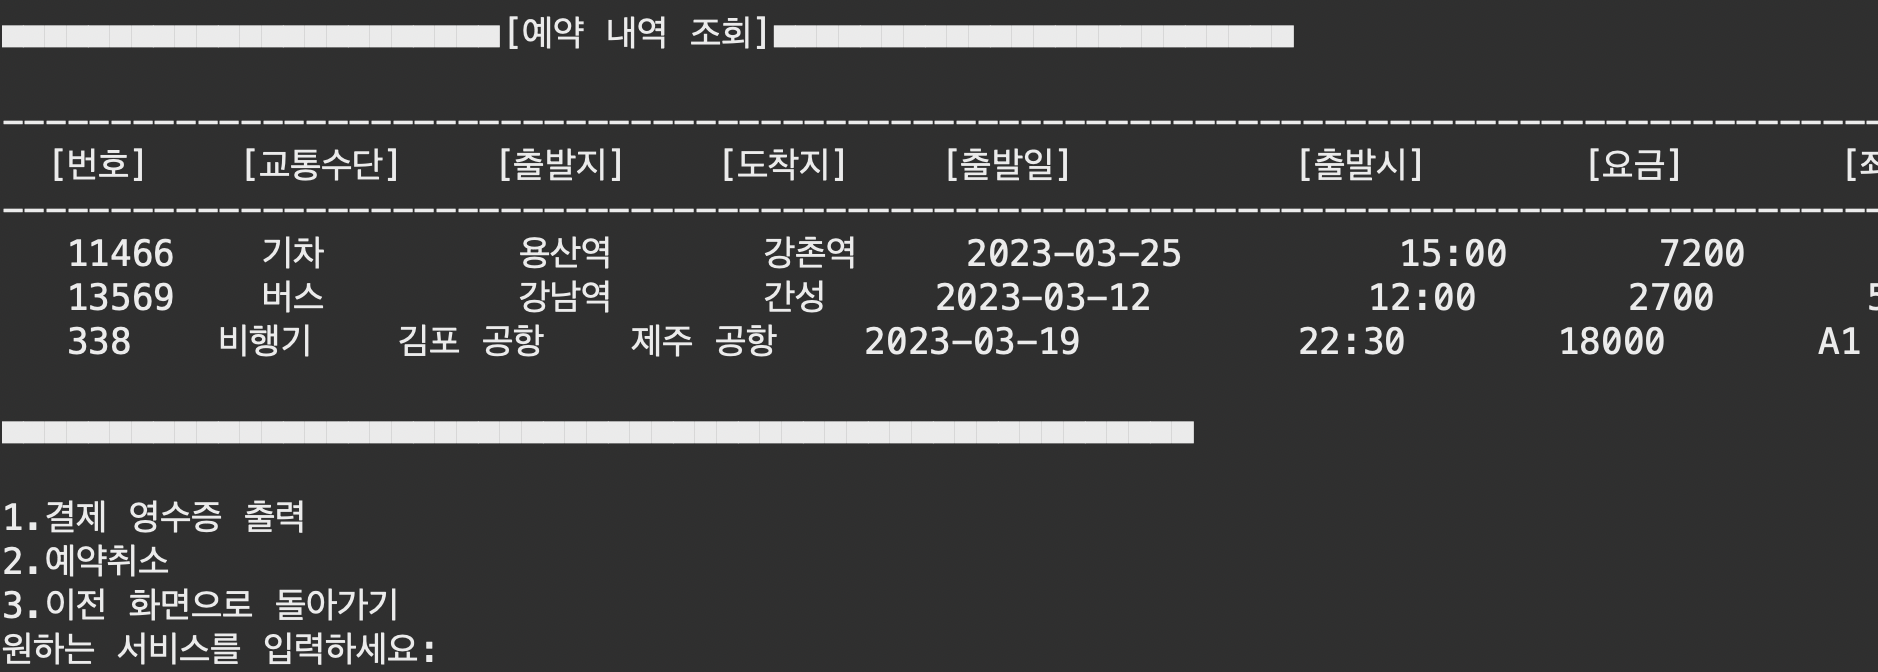 [예약 내역 조회]
[번호] [교통수단] [출발지] [도착지] [출발일] [출발시] [요금]
11466 기차 용산역 강촌역 2023-03-25 15:00 7200
13569 버스 강남역 간성 2023-03-12 12:00 2700
338 비행기 김포 공항 제주 공항 2023-03-19 22:30 18000 A1
1.결제 영수증 출력
2.예약취소
3.이전 화면으로 돌아가기
원하는 서비스를 입력하세요: